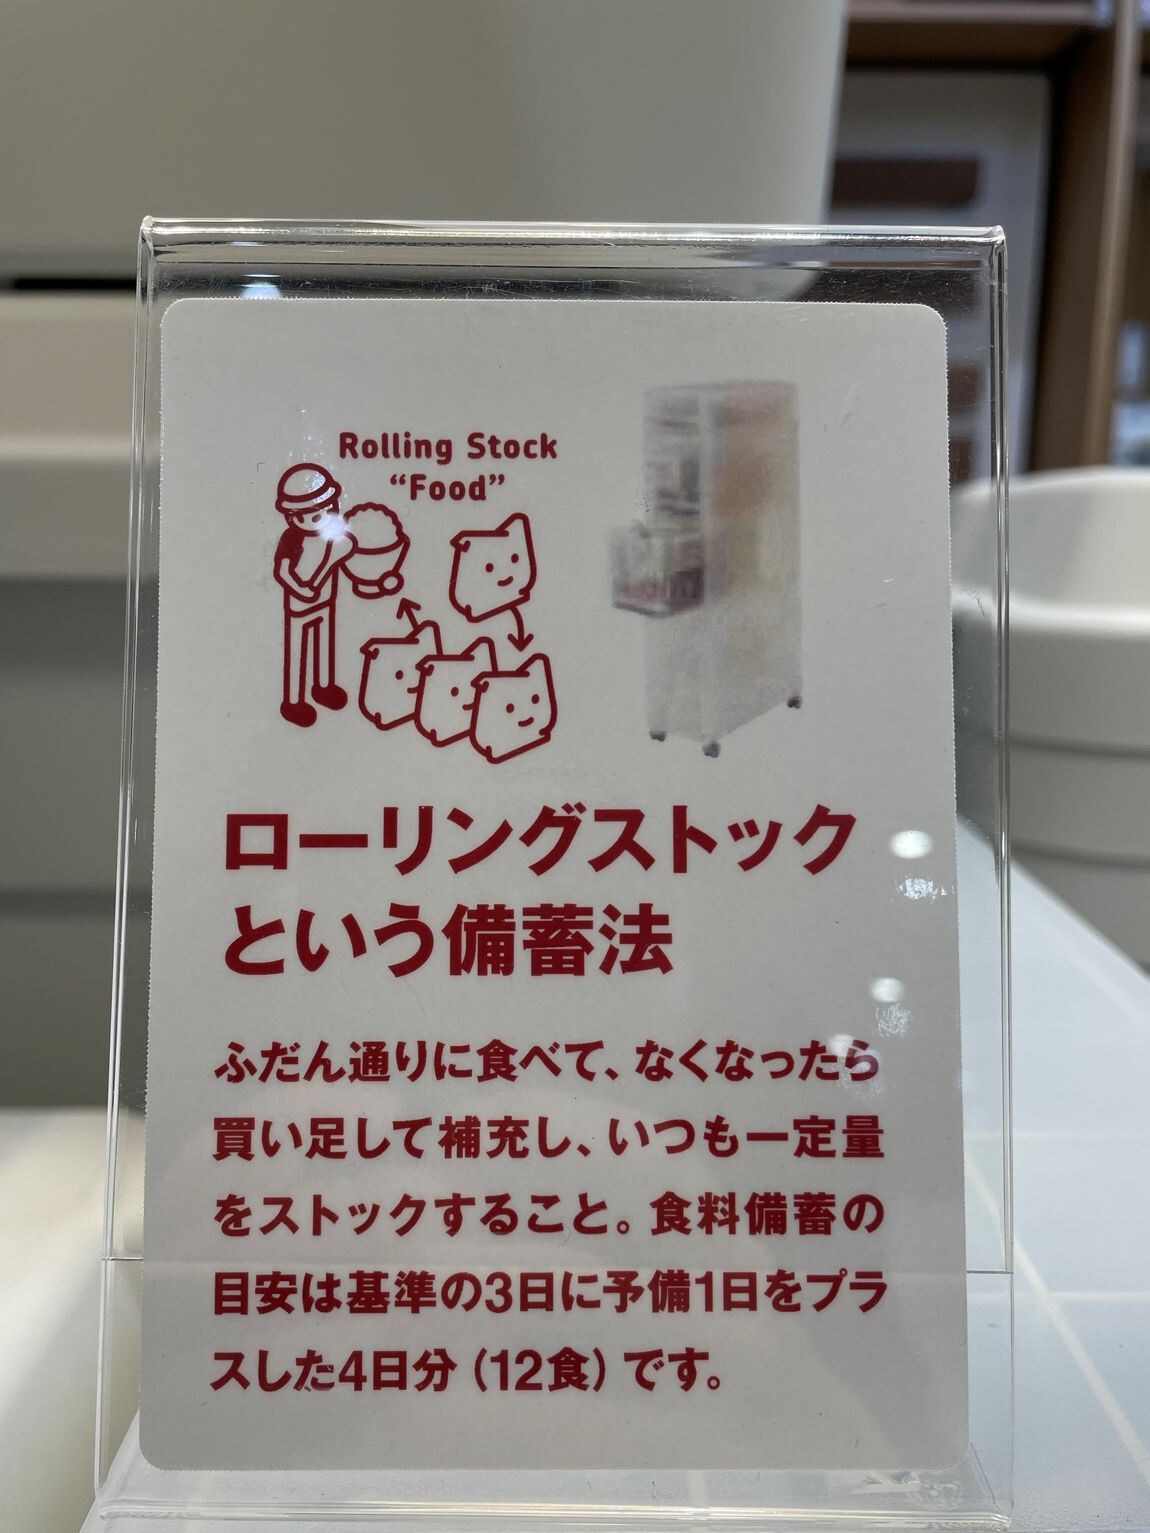 Rolling Stock
“Food”
ローリングストック
という備蓄法
ふだん通りに食べて、なくなったら
買い足して補充し、いつも一定量
をストックすること。食料備蓄の
目安は基準の3日に予備1日をプラ
スした4日分（12食）です。